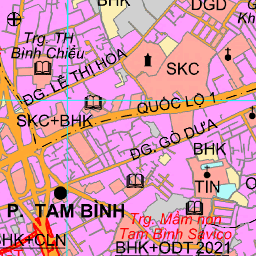 BHK
DGD
Trg. TH
Bình Chiểu
ĐG. LÊ THỊ HOA
SKC
QUỐC LỘ 1
SKC+BHK
ĐG. GÒ DƯA
BHK
TIN
P. TAM BÌNH
Trg. Mầm non
Tam Bình Savico
BHK+CLN
BHK+ODT 2021